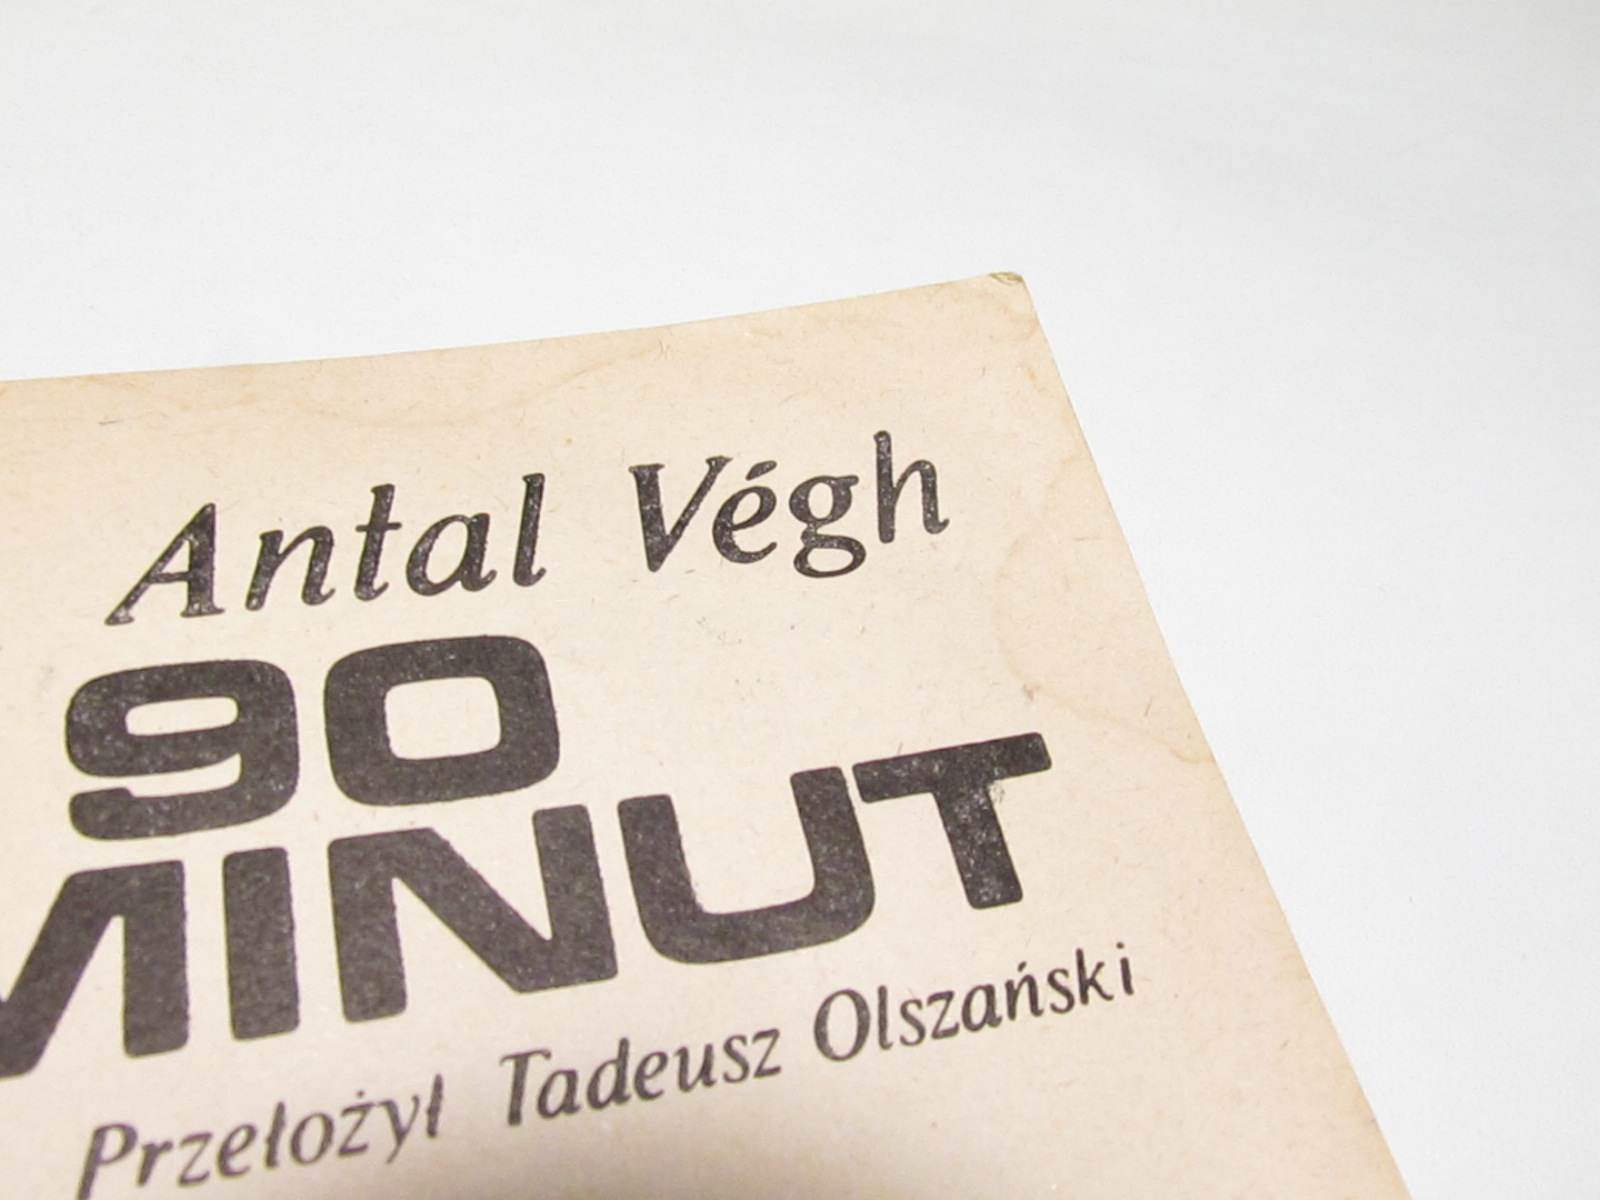 Antal Végh
90
MINUT
Przełożył Tadeusz Olszański